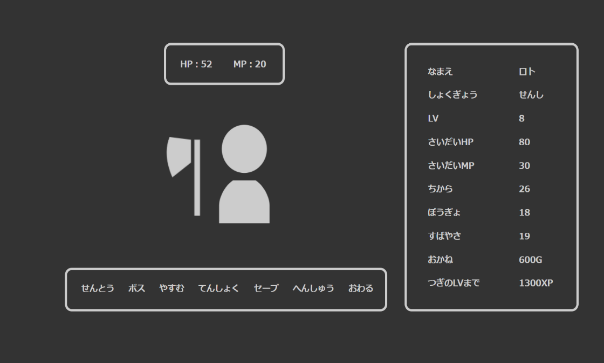 HP : 52 MP : 20
なまえ ロト
しょくぎょう せんし
LV 8
さいだいHP 80
さいだいMP 30
ちから 26
ぼうぎょ 18
すばやさ 19
おかね 600G
つぎのLVまで 1300XP
せんとう ボス やすむ てんしょく セーブ へんしゅう おわる